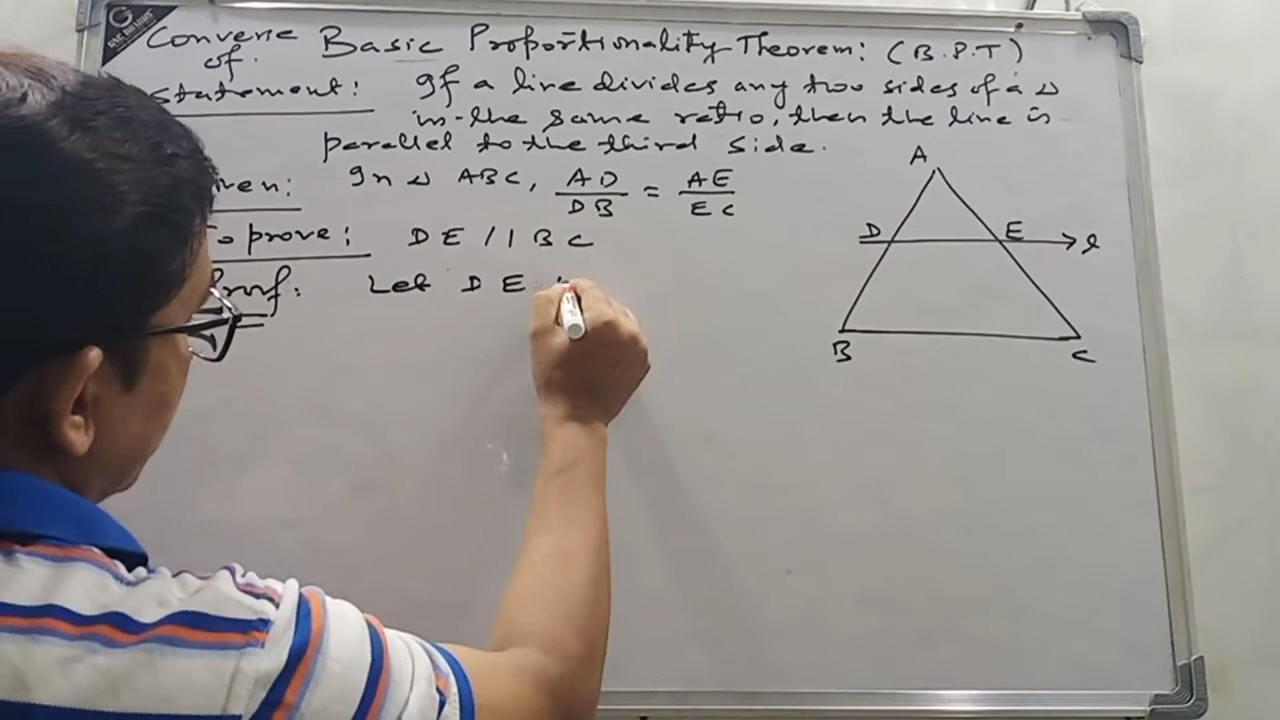 Converse Basic Proportionality Theorem: (B.P.T)
of.
Statement: If a line divides any two sides of a Δ
in the same ratio, then the line is
parallel to the third side.
In Δ ABC, AD/DB = AE/EC
prove: DE || BC
Proof: Let DE
A
D E l
B C